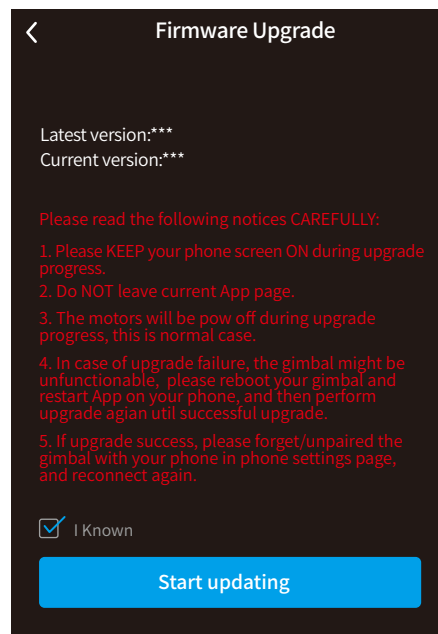 Firmware Upgrade
Latest version:***
Current version:***
Please read the following notices CAREFULLY:
1. Please KEEP your phone screen ON during upgrade
progress.
2. Do NOT leave current App page.
3. The motors will be pow off during upgrade
progress, this is normal case.
4. In case of upgrade failure, the gimbal might be
unfunctionable, please reboot your gimbal and
restart App on your phone, and then perform
upgrade agian util successful upgrade.
5. If upgrade success, please forget/unpaired the
gimbal with your phone in phone settings page,
and reconnect again.
I Known
Start updating